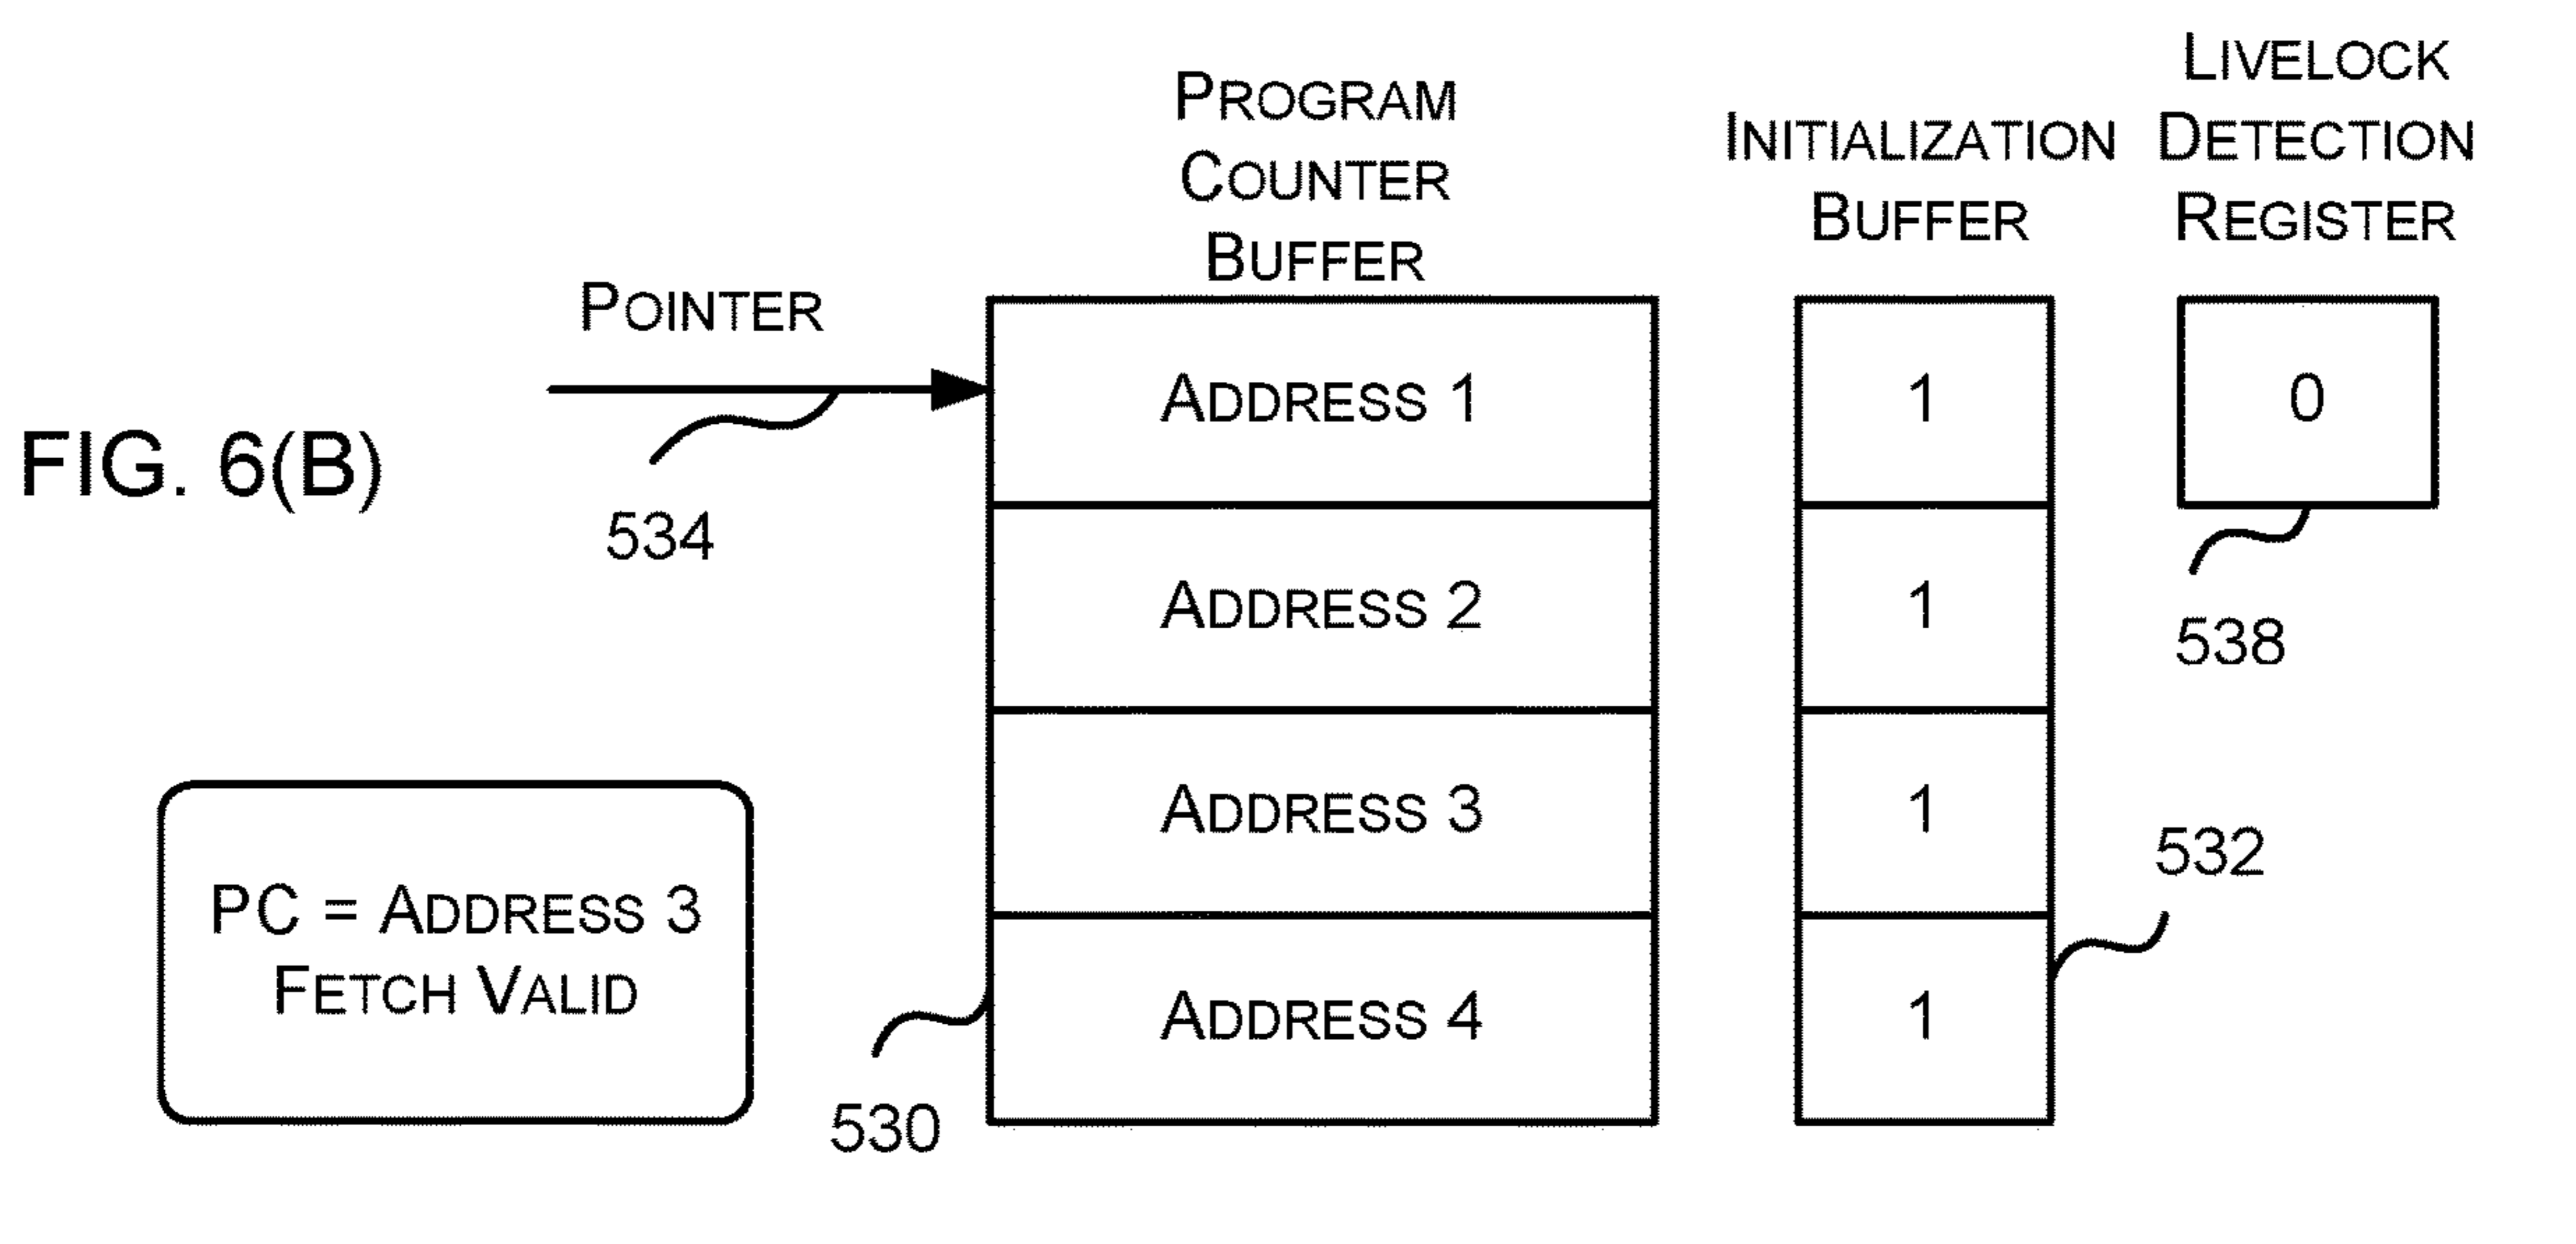 LIVELOCK
DETECTION
REGISTER
INITIALIZATION
BUFFER
PROGRAM
COUNTER
BUFFER
POINTER
534
FIG. 6(B)
ADDRESS 1
1
0
538
ADDRESS 2
1
ADDRESS 3
1
532
ADDRESS 4
1
530
PC = ADDRESS 3
FETCH VALID